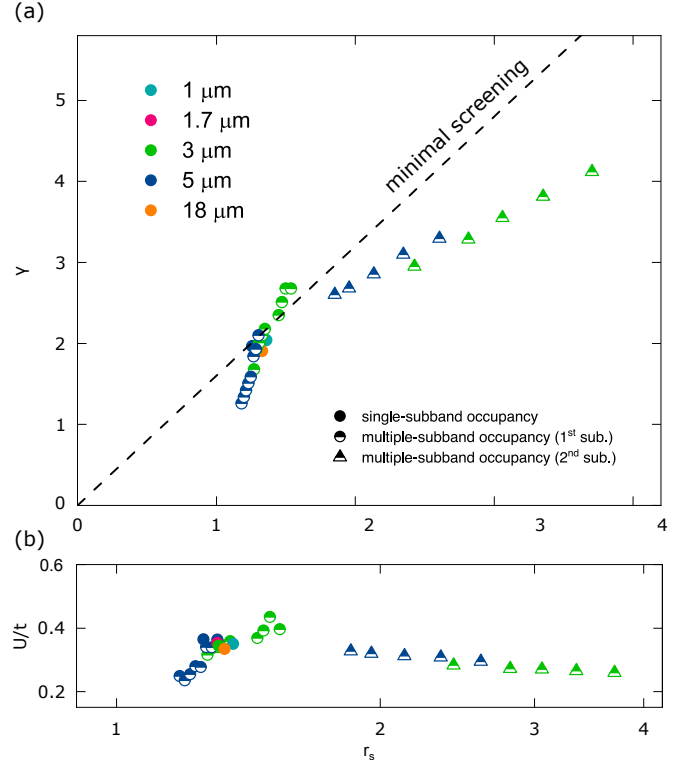 (a)
γ
5
4
3
2
1
0
1 μm
1.7 μm
3 μm
5 μm
18 μm
minimal screening
single-subband occupancy
multiple-subband occupancy (1st sub.)
multiple-subband occupancy (2nd sub.)
0 1 2 3 4
(b)
U/t
0.6
0.4
0.2
1 2 3 4
rs